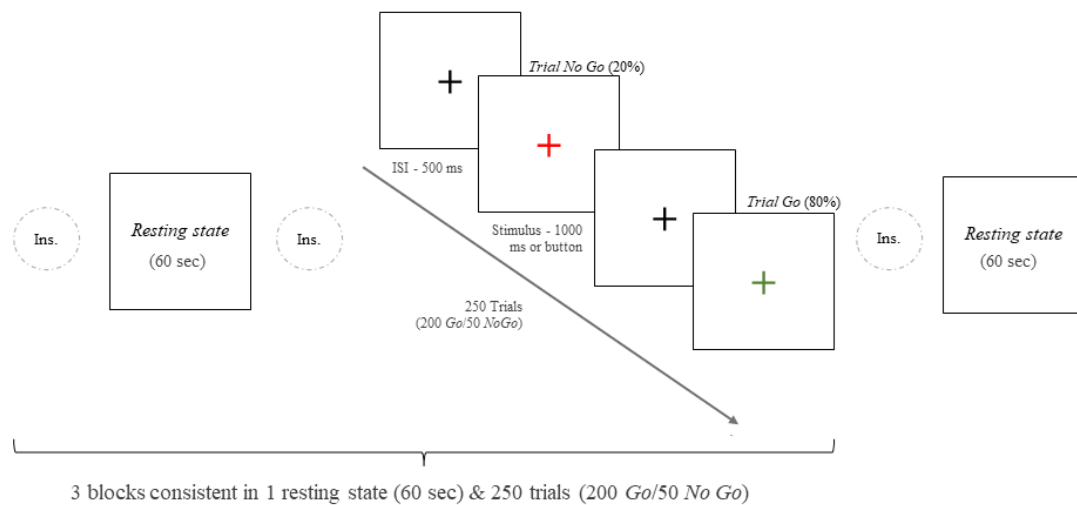 Ins.
Resting state
(60 sec)
Ins.
Trial No Go (20%)
ISI - 500 ms
Stimulus - 1000
ms or button
Trial Go (80%)
250 Trials
(200 Go/50 NoGo)
Ins.
Resting state
(60 sec)
3 blocks consistent in 1 resting state (60 sec) & 250 trials (200 Go/50 No Go)